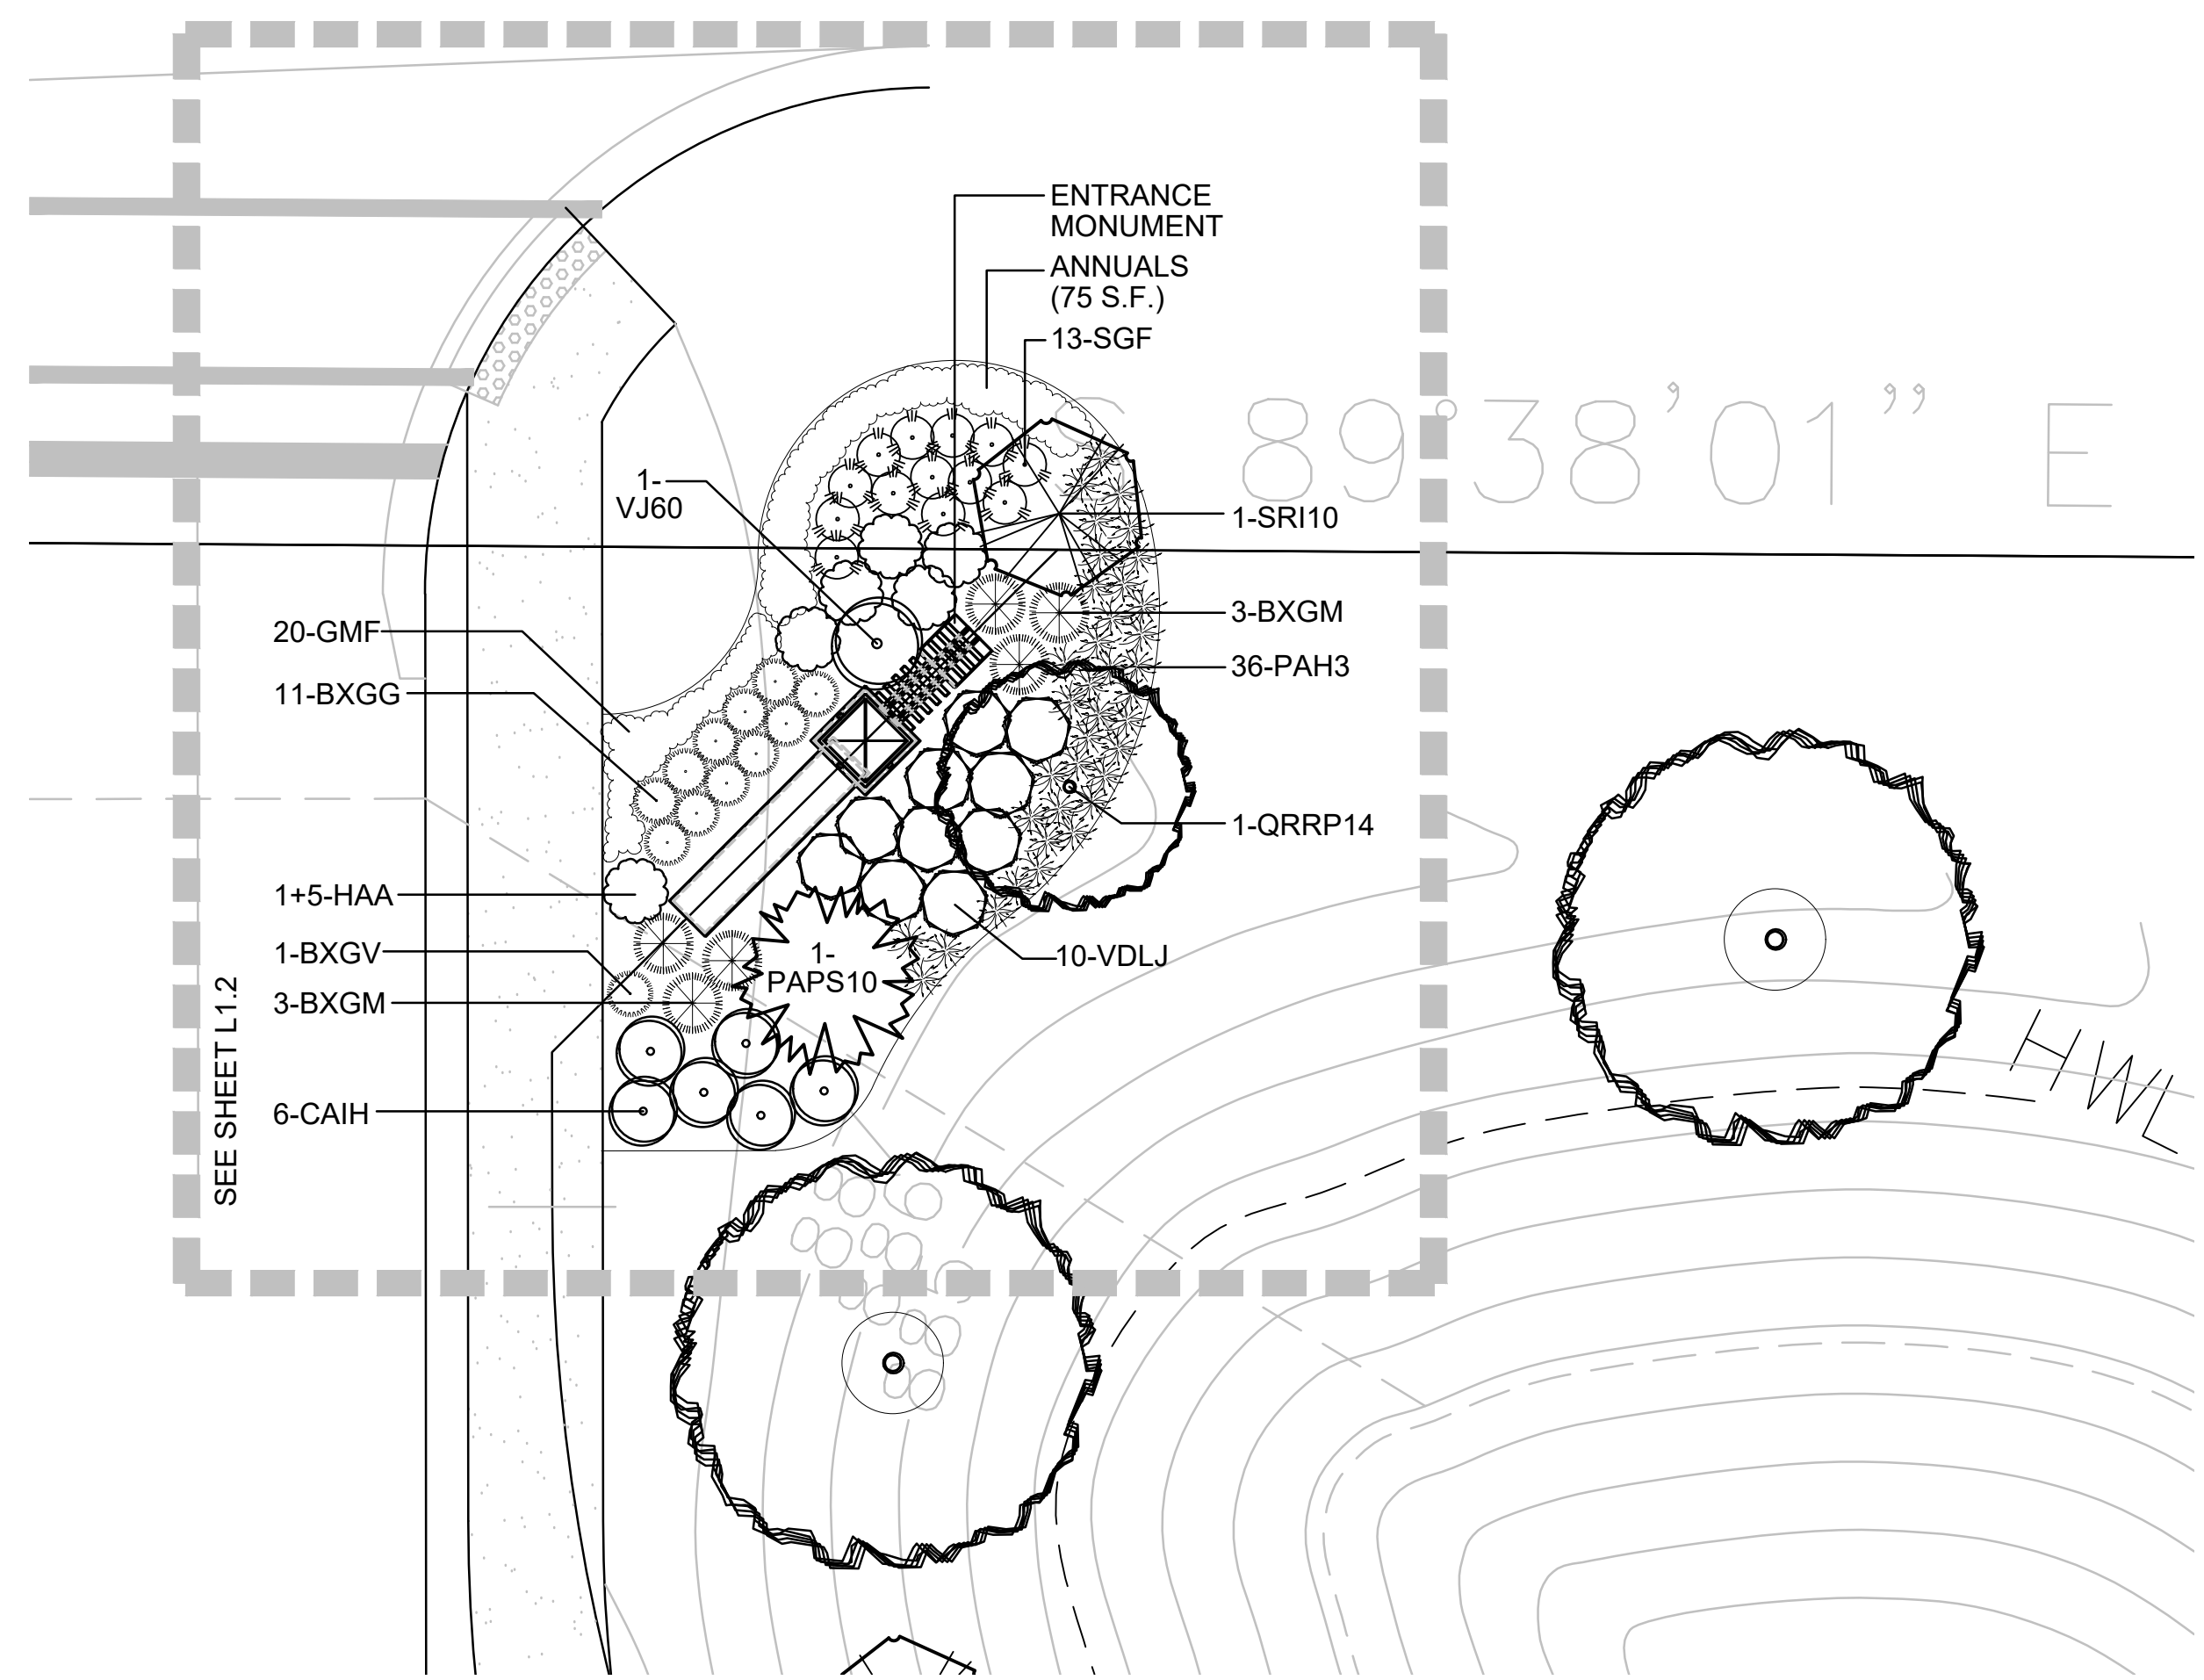 ENTRANCE
MONUMENT
ANNUALS
(75 S.F.)
13-SGF
S 89°38'01" E
1-
VJ60
1-SRI10
3-BXGM
20-GMF
36-PAH3
11-BXGG
1-QRRP14
1+5-HAA
1-BXGV
1-
PAPS10
10-VDLJ
3-BXGM
6-CAIH
SEE SHEET L1.2
HWL